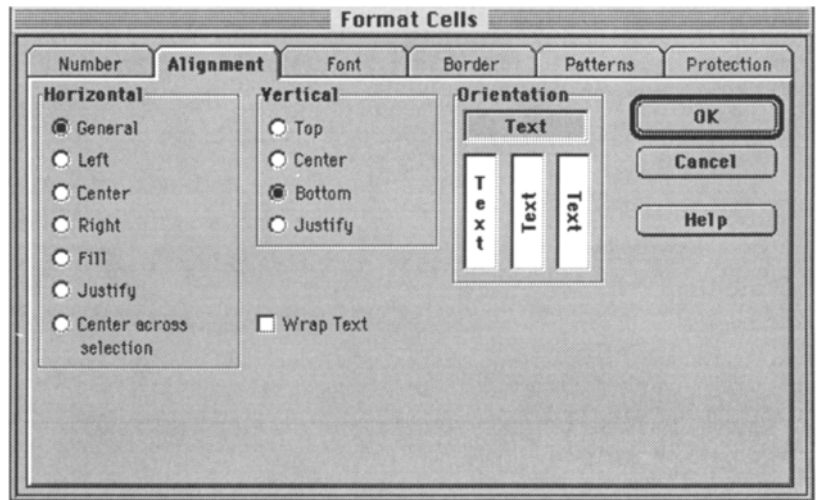 Format Cells
Number Alignment Font Border Patterns Protection
Horizontal
General
Left
Center
Right
Fill
Justify
Center across
selection
Vertical
Top
Center
Bottom
Justify
Wrap Text
Orientation
Text
Text
Text
Text
OK
Cancel
Help